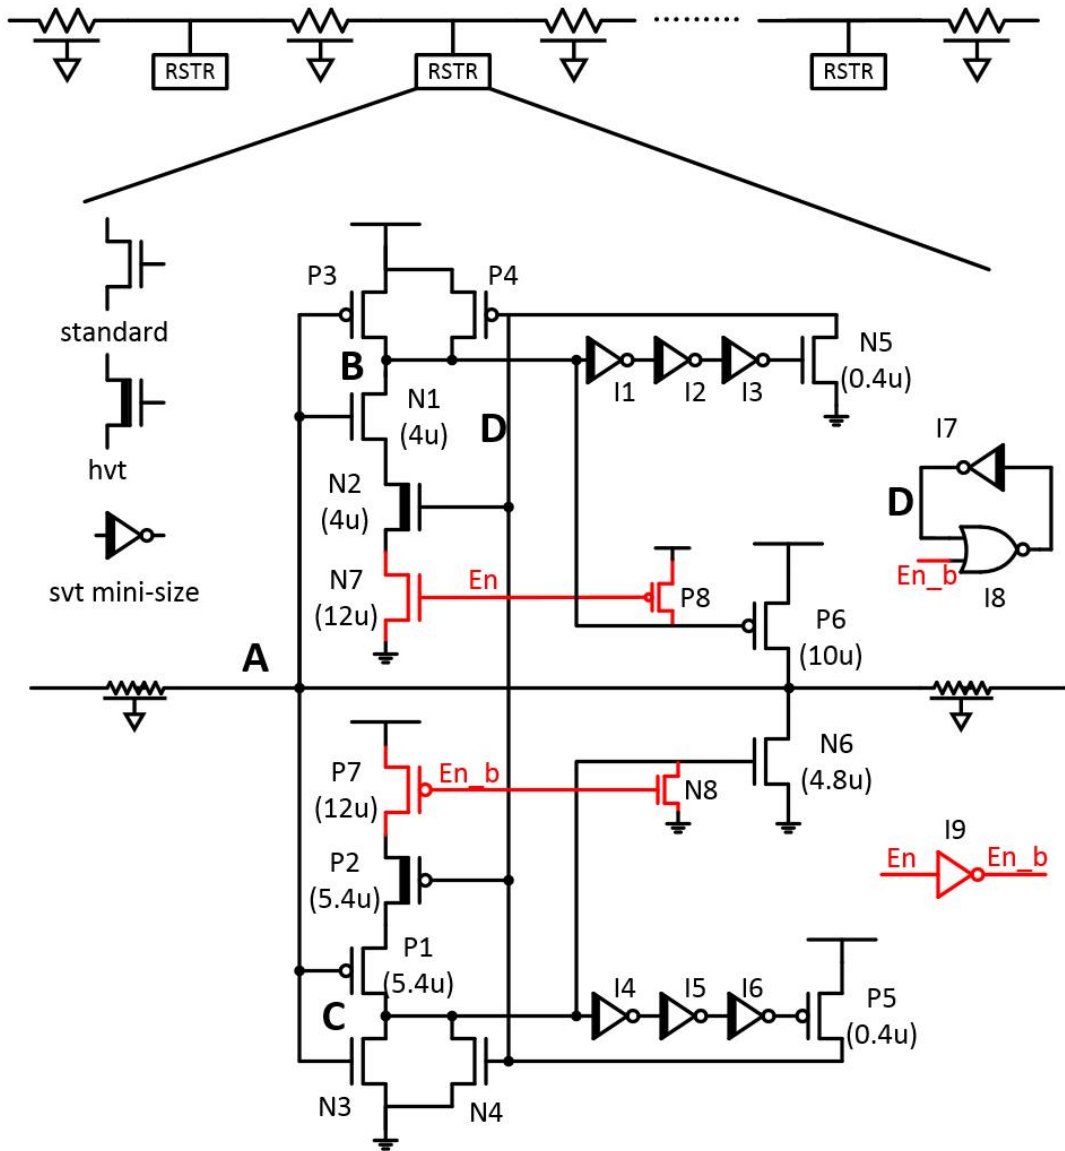 RSTR
RSTR
RSTR
standard
hvt
svt mini-size
P3
P4
B
N1
(4u)
D
I1
I2
I3
N5
(0.4u)
N2
(4u)
I7
D
En_b
I8
N7
(12u)
En
P8
P6
(10u)
A
P7
(12u)
En_b
N8
N6
(4.8u)
I9
En
En_b
P2
(5.4u)
P1
(5.4u)
C
I4
I5
I6
P5
(0.4u)
N3
N4